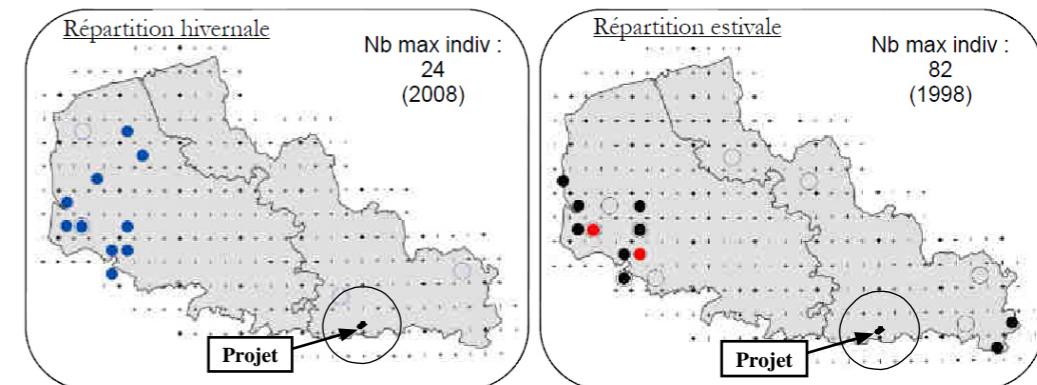 Répartition hivernale
Nb max indiv :
24
(2008)
Projet
Répartition estivale
Nb max indiv :
82
(1998)
Projet